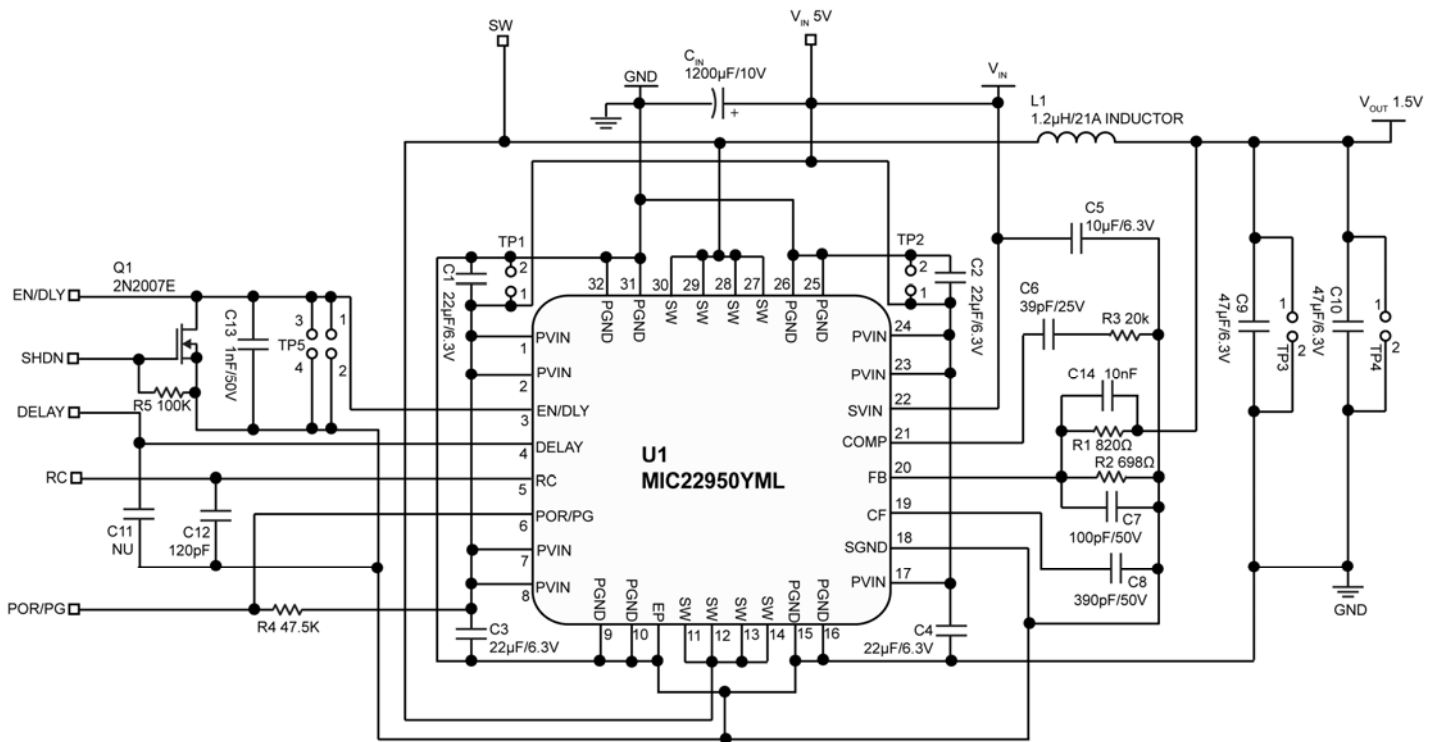 SW
V_IN 5V
C_IN
1200µF/10V
GND
V_IN
L1
1.2µH/21A INDUCTOR
V_OUT 1.5V
C5
10µF/6.3V
TP1
2
1
TP2
2
1
C1
22µF/6.3V
C2
22µF/6.3V
32 31 30 29 28 27 26 25
PGND PGND SW SW SW SW PGND PGND
Q1
2N2007E
EN/DLY
SHDN
R5 100K
DELAY
RC
C13
1nF/50V
3 1
TP5
4 2
C11
NU
C12
120pF
POR/PG
R4 47.5K
PVIN
1
PVIN
2
EN/DLY
3
DELAY
4
RC
5
POR/PG
6
PVIN
7
PVIN
8
U1
MIC22950YML
PVIN 24
PVIN 23
SVIN 22
COMP 21
FB 20
CF 19
SGND 18
PVIN 17
PGND PGND EP SW SW SW SW PGND PGND
9 10 11 12 13 14 15 16
C3
22µF/6.3V
C4
22µF/6.3V
C6
39pF/25V
R3 20k
C14 10nF
R1 820Ω
R2 698Ω
C7
100pF/50V
C8
390pF/50V
C9
47µF/6.3V
1
2
TP3
C10
47µF/6.3V
1
2
TP4
GND